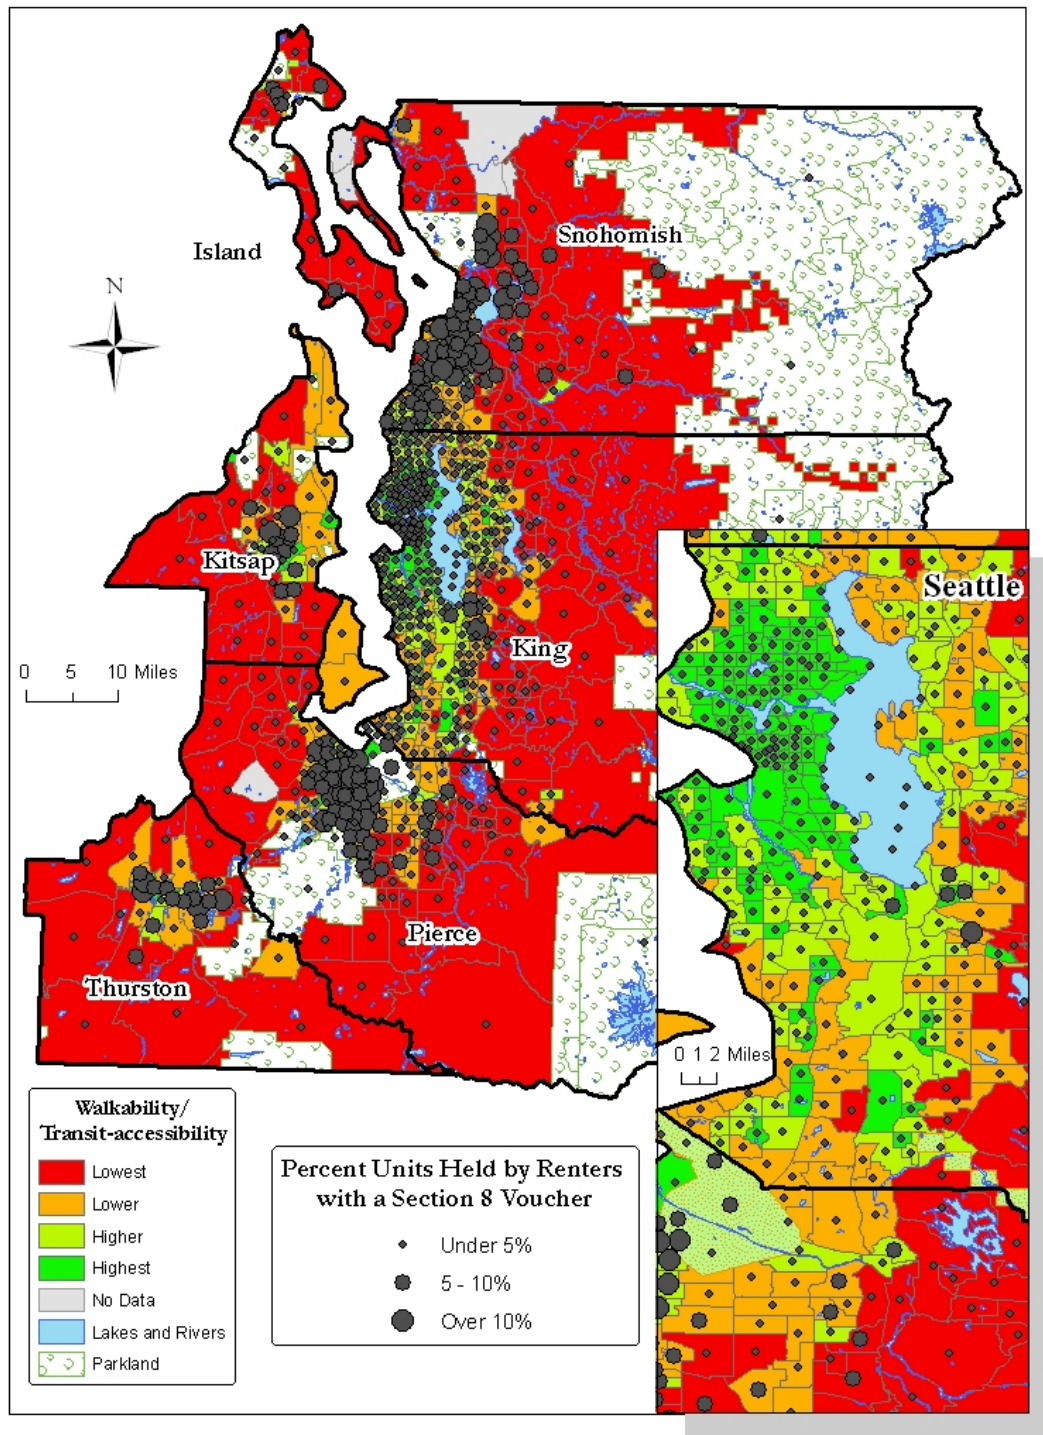 Island
Snohomish
N
Kitsap
King
0 5 10 Miles
Seattle
Pierce
Thurston
0 1 2 Miles
Walkability/
Transit-accessibility
Lowest
Lower
Higher
Highest
No Data
Lakes and Rivers
Parkland
Percent Units Held by Renters
with a Section 8 Voucher
Under 5%
5 - 10%
Over 10%